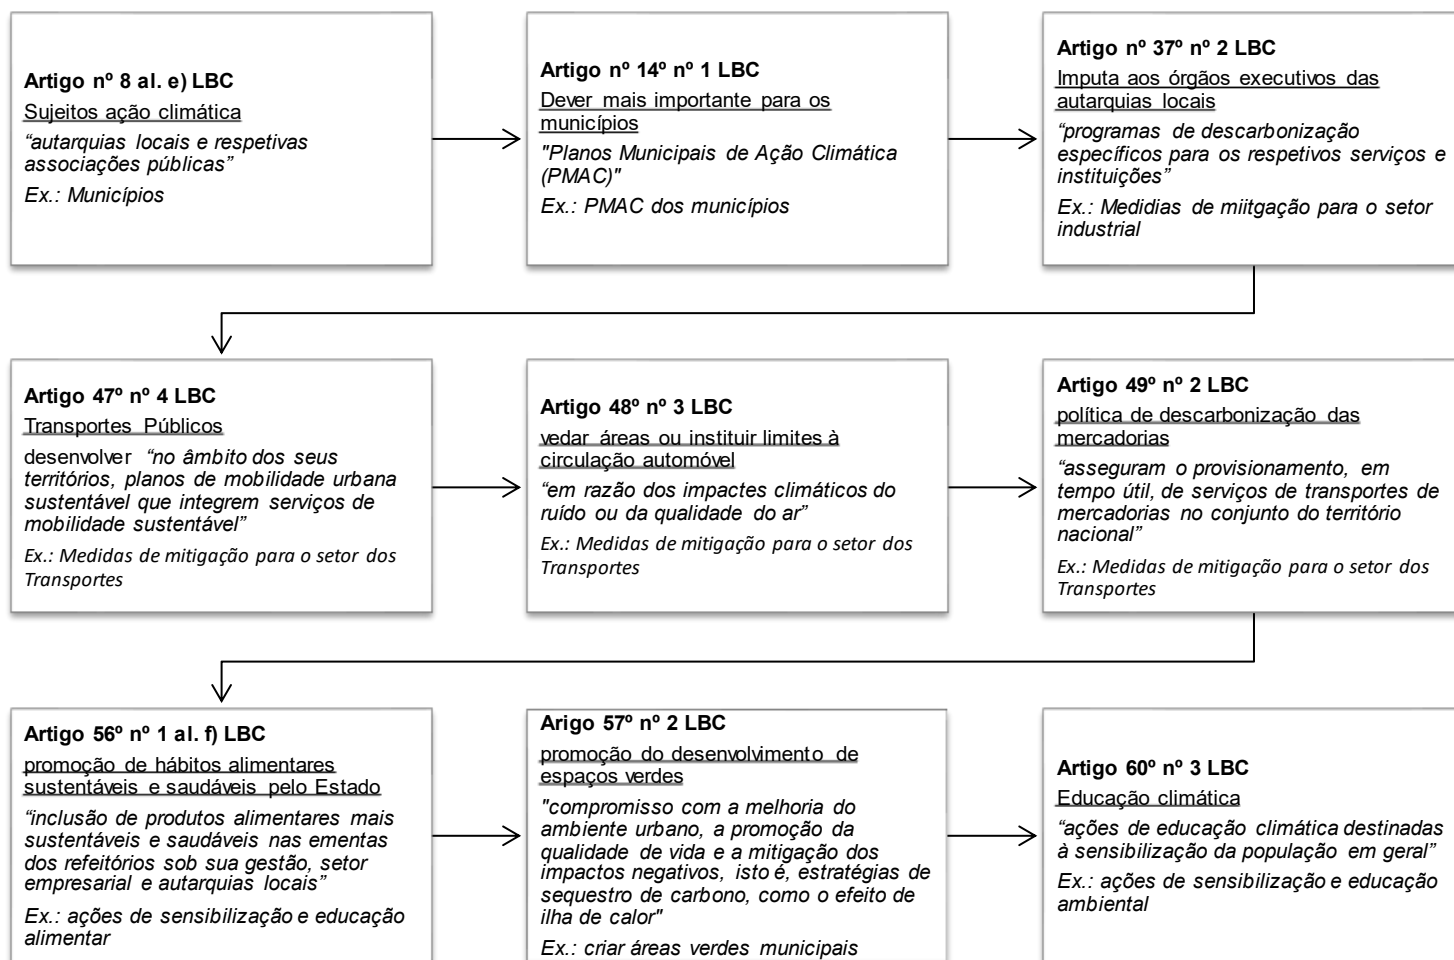 Artigo nº 8 al. e) LBC
Sujeitos ação climática
“autarquias locais e respetivas
associações públicas”
Ex.: Municípios
Artigo nº 14º nº 1 LBC
Dever mais importante para os
municípios
"Planos Municipais de Ação Climática
(PMAC)"
Ex.: PMAC dos municípios
Artigo nº 37º nº 2 LBC
Imputa aos órgãos executivos das
autarquias locais
“programas de descarbonização
específicos para os respetivos serviços e
instituições”
Ex.: Medidias de miitgação para o setor
industrial
Artigo 47º nº 4 LBC
Transportes Públicos
desenvolver “no âmbito dos seus
territórios, planos de mobilidade urbana
sustentável que integrem serviços de
mobilidade sustentável”
Ex.: Medidas de mitigação para o setor dos
Transportes
Artigo 48º nº 3 LBC
vedar áreas ou instituir limites à
circulação automóvel
“em razão dos impactes climáticos do
ruído ou da qualidade do ar”
Ex.: Medidas de mitigação para o setor dos
Transportes
Artigo 49º nº 2 LBC
política de descarbonização das
mercadorias
“asseguram o provisionamento, em
tempo útil, de serviços de transportes de
mercadorias no conjunto do território
nacional”
Ex.: Medidas de mitigação para o setor dos
Transportes
Artigo 56º nº 1 al. f) LBC
promoção de hábitos alimentares
sustentáveis e saudáveis pelo Estado
“inclusão de produtos alimentares mais
sustentáveis e saudáveis nas ementas
dos refeitórios sob sua gestão, setor
empresarial e autarquias locais”
Ex.: ações de sensibilização e educação
alimentar
Arigo 57º nº 2 LBC
promoção do desenvolvimento de
espaços verdes
"compromisso com a melhoria do
ambiente urbano, a promoção da
qualidade de vida e a mitigação dos
impactos negativos, isto é, estratégias de
sequestro de carbono, como o efeito de
ilha de calor"
Ex.: criar áreas verdes municipais
Artigo 60º nº 3 LBC
Educação climática
“ações de educação climática destinadas
à sensibilização da população em geral”
Ex.: ações de sensibilização e educação
ambiental